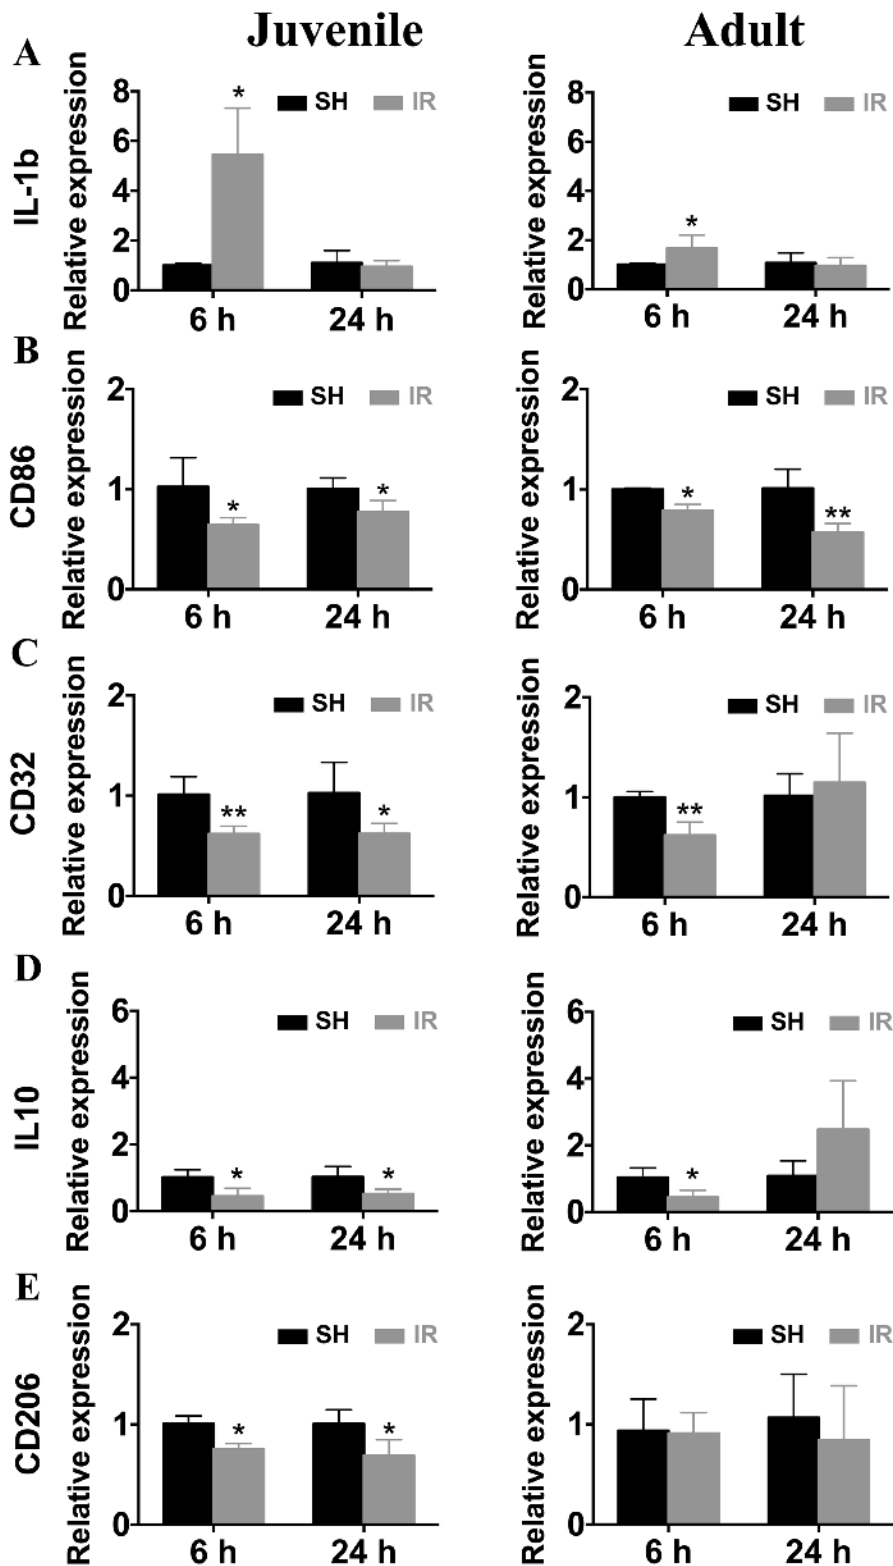 Juvenile Adult
A
IL-1b
Relative expression
8
6
4
2
0
SH IR
*
6 h 24 h
Relative expression
8
6
4
2
0
SH IR
*
6 h 24 h
B
CD86
Relative expression
2
1
0
SH IR
* *
6 h 24 h
Relative expression
2
1
0
SH IR
* **
6 h 24 h
C
CD32
Relative expression
2
1
0
SH IR
** *
6 h 24 h
Relative expression
2
1
0
SH IR
**
6 h 24 h
D
IL10
Relative expression
6
4
2
0
SH IR
* *
6 h 24 h
Relative expression
6
4
2
0
SH IR
*
6 h 24 h
E
CD206
Relative expression
2
1
0
SH IR
* *
6 h 24 h
Relative expression
2
1
0
SH IR
6 h 24 h